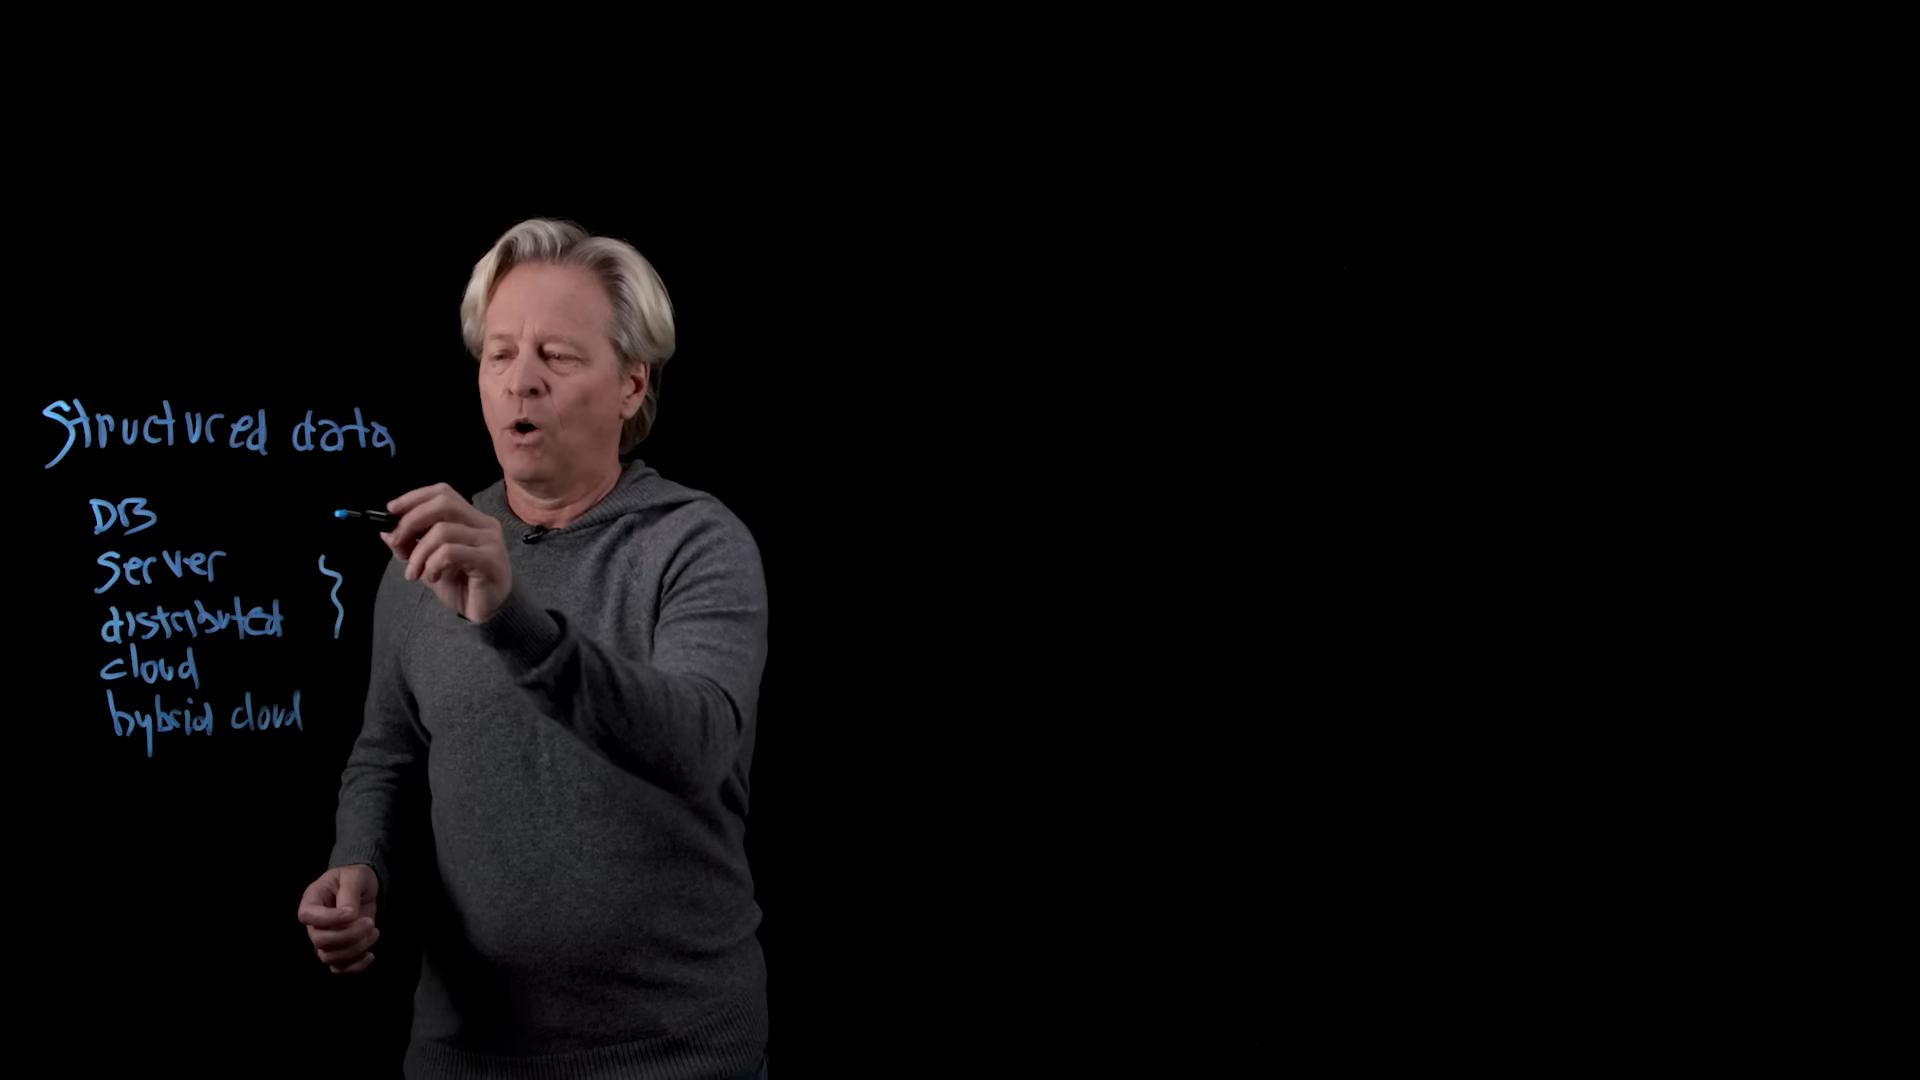 Structured data
DB
Server
distributed
cloud
hybrid cloud